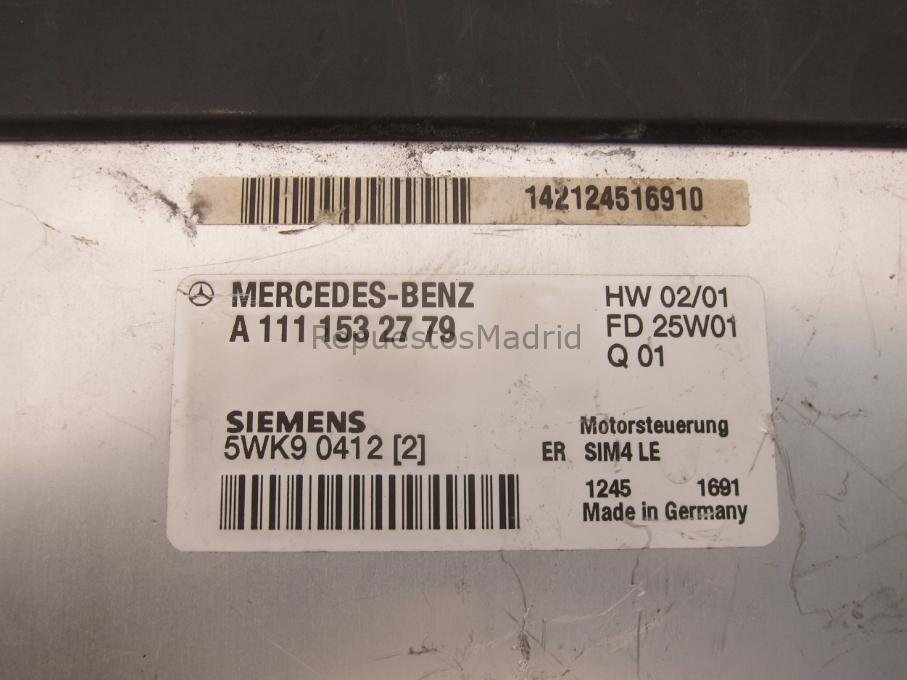 142124516910
MERCEDES-BENZ
A 111 153 27 79
HW 02/01
FD 25W01
Q 01
RepuestosMadrid
SIEMENS
5WK9 0412 [2]
Motorsteuerung
ER SIM4 LE
1245 1691
Made in Germany